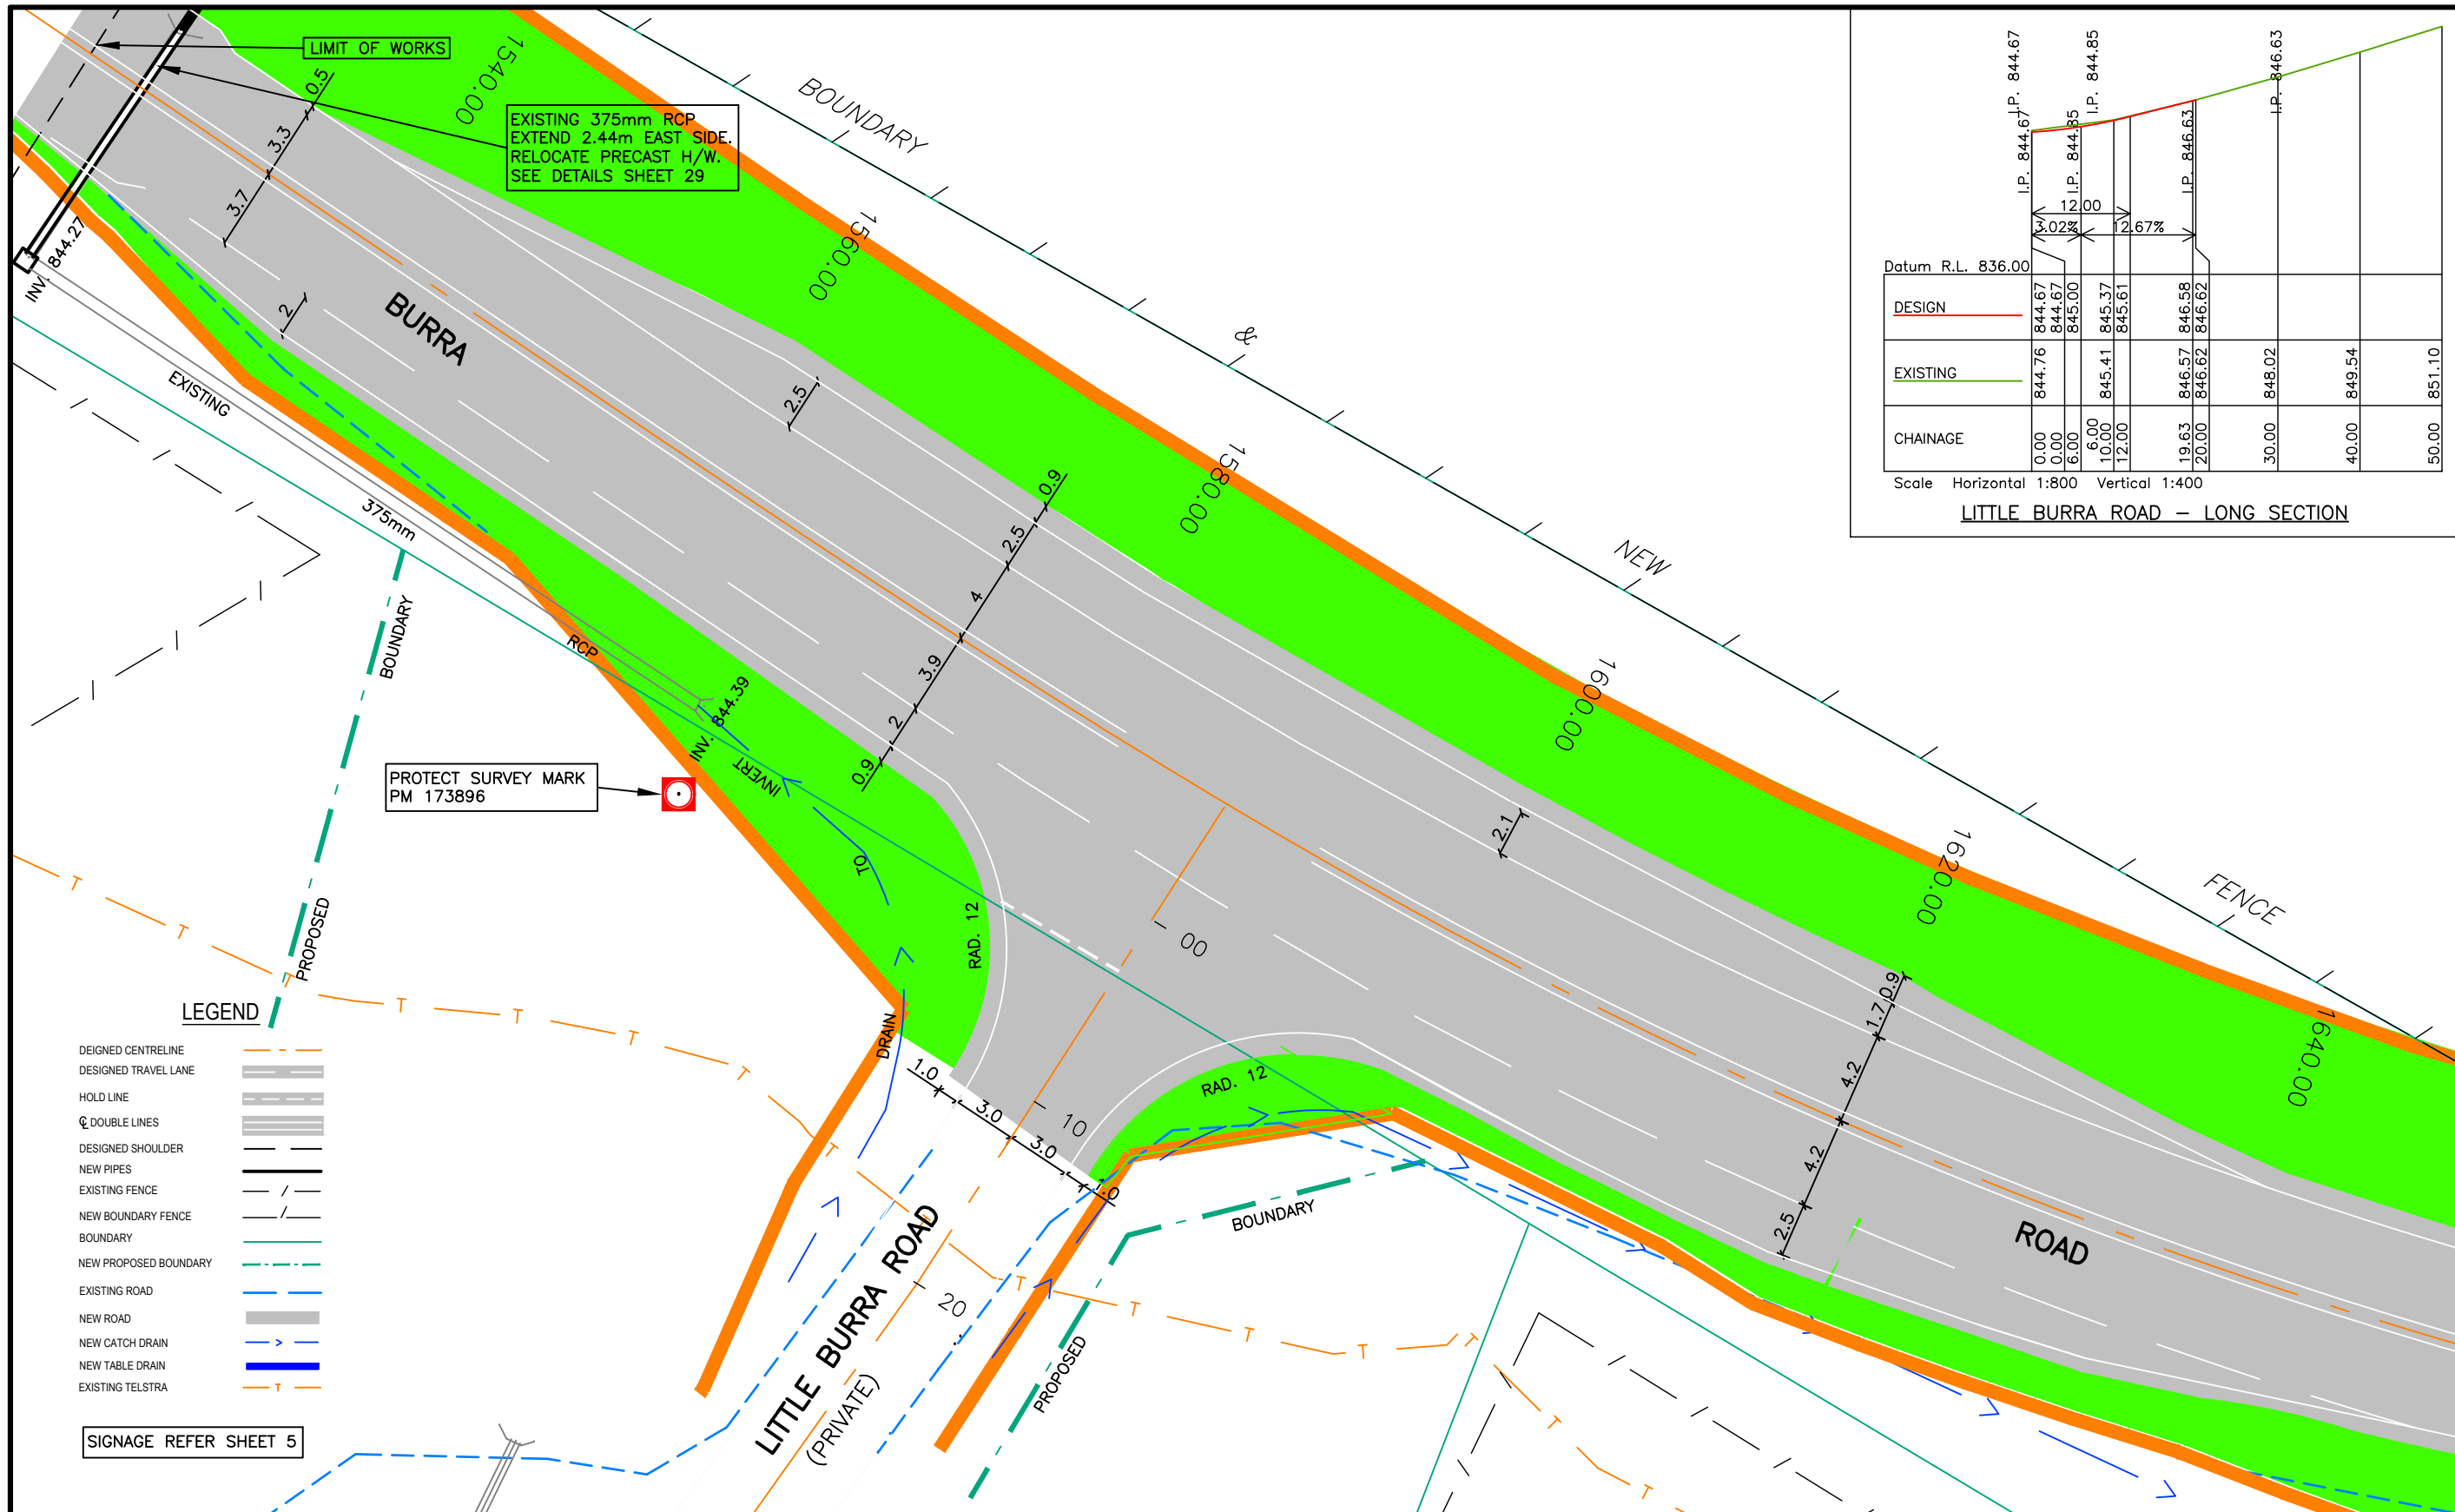 LIMIT OF WORKS
EXISTING 375mm RCP
EXTEND 2.44m EAST SIDE.
RELOCATE PRECAST H/W.
SEE DETAILS SHEET 29
1540.00
1560.00
1580.00
1600.00
1620.00
1640.00
BOUNDARY
&
NEW
FENCE
0.5
3.3
3.7
2
INV. 844.27
BURRA
2.5
EXISTING
375mm
RCP
BOUNDARY
PROPOSED
0.9
2.5
4
3.9
2
0.9
INV. 844.39
INVERT
TO
DRAIN
PROTECT SURVEY MARK
PM 173896
RAD. 12
00
2.1
0.9
1.7
4.2
4.2
2.5
ROAD
RAD. 12
10
1.0
3.0
3.0
1.0
20
BOUNDARY
PROPOSED
LITTLE BURRA ROAD
(PRIVATE)
T T T T T T T T T T T T T T T T
LEGEND
DEIGNED CENTRELINE
DESIGNED TRAVEL LANE
HOLD LINE
℄ DOUBLE LINES
DESIGNED SHOULDER
NEW PIPES
EXISTING FENCE
NEW BOUNDARY FENCE
BOUNDARY
NEW PROPOSED BOUNDARY
EXISTING ROAD
NEW ROAD
NEW CATCH DRAIN
NEW TABLE DRAIN
EXISTING TELSTRA T
SIGNAGE REFER SHEET 5
I.P. 844.67
I.P. 844.85
I.P. 846.63
I.P. 844.67
I.P. 844.85
I.P. 846.63
12.00
3.02% 12.67%
Datum R.L. 836.00
DESIGN 844.67 844.67 845.00 845.37 845.61 846.58 846.62
EXISTING 844.76 845.41 846.57 846.62 848.02 849.54 851.10
CHAINAGE 0.00 0.00 6.00 6.00 10.00 12.00 19.63 20.00 30.00 40.00 50.00
Scale Horizontal 1:800 Vertical 1:400
LITTLE BURRA ROAD – LONG SECTION